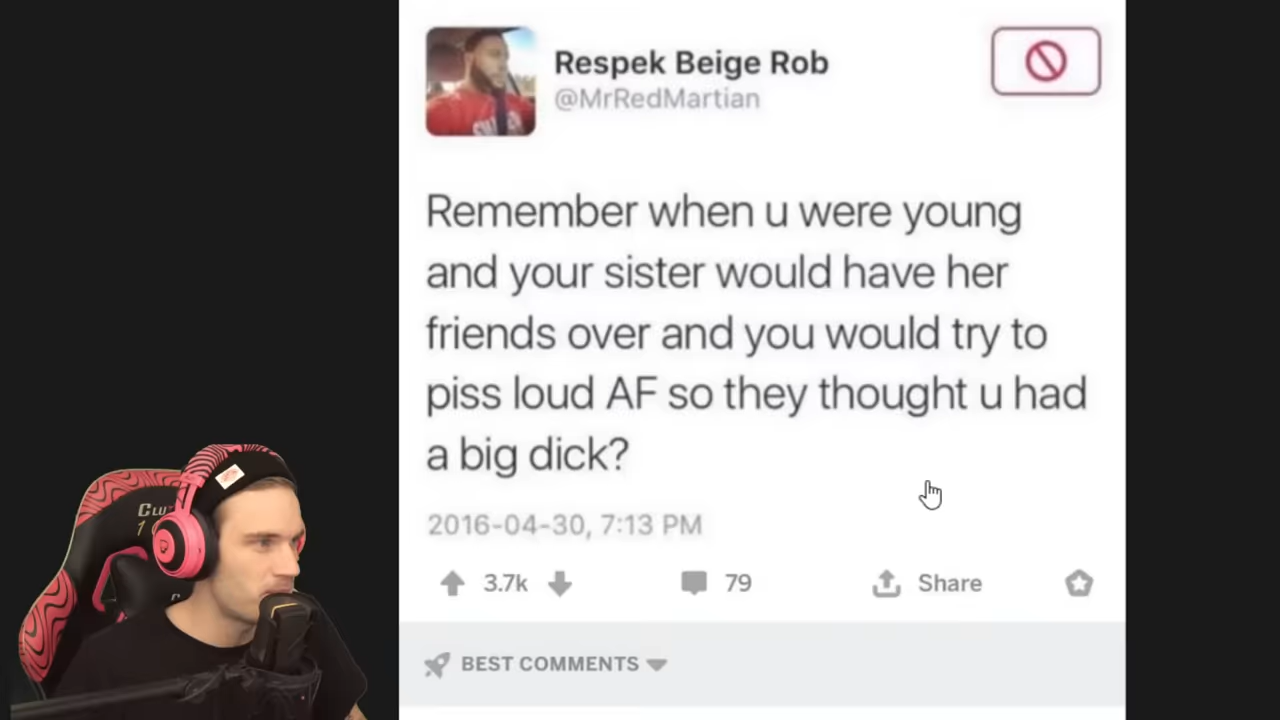 Respek Beige Rob
@MrRedMartian
Remember when u were young
and your sister would have her
friends over and you would try to
piss loud AF so they thought u had
a big dick?
2016-04-30, 7:13 PM
3.7k
79
Share
BEST COMMENTS